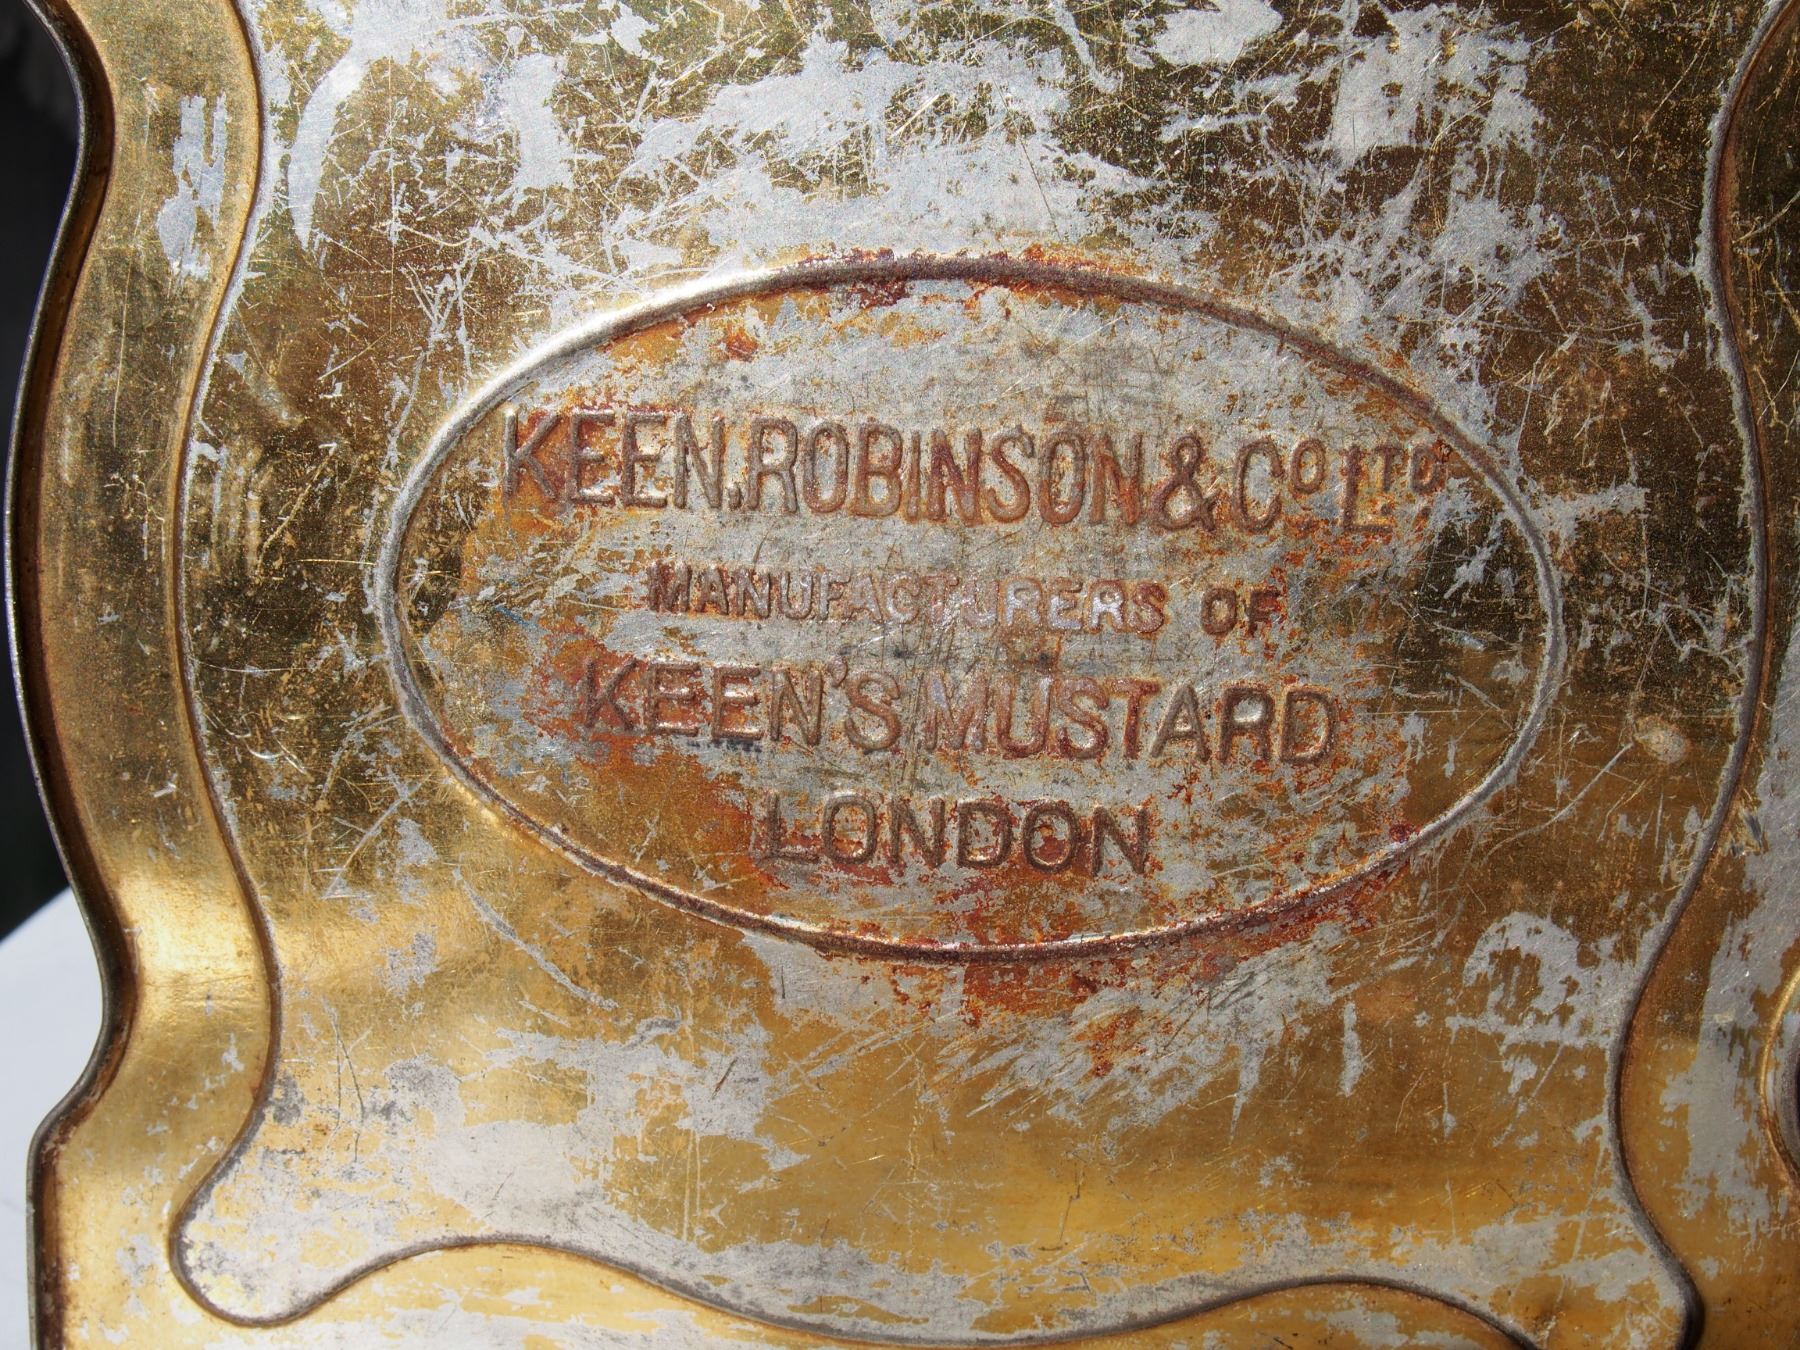 KEEN, ROBINSON & CO LTD
MANUFACTURERS OF
KEEN'S MUSTARD
LONDON